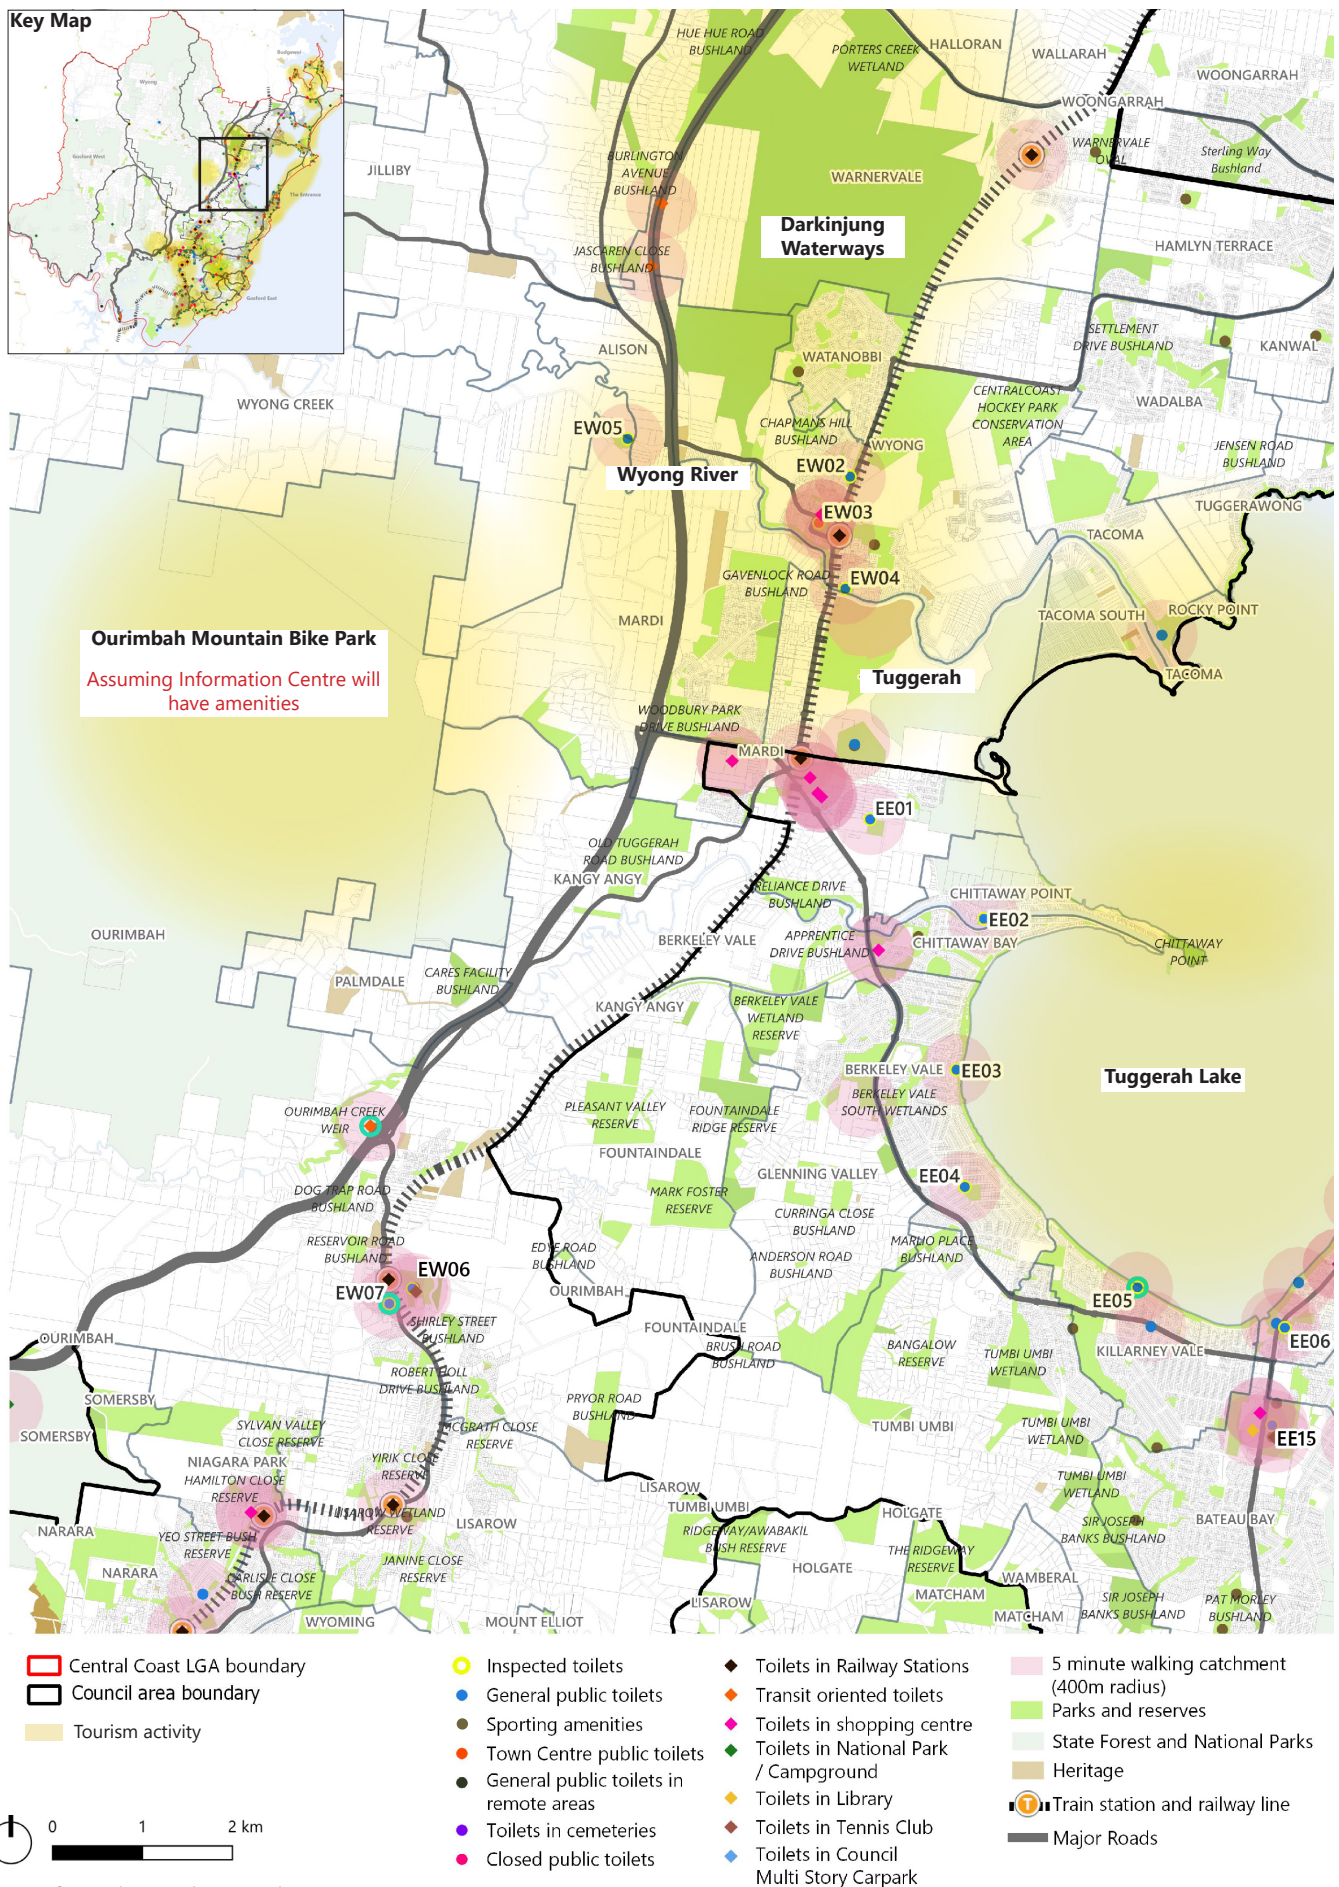 Key Map
Budgewoi
Wyong
Gosford West
The Entrance
Gosford East
HUE HUE ROAD
BUSHLAND
PORTERS CREEK
WETLAND
HALLORAN
WALLARAH
WOONGARRAH
WOONGARRAH
WARNERVALE
OVAL
Sterling Way
Bushland
JILLIBY
BURLINGTON
AVENUE
BUSHLAND
WARNERVALE
Darkinjung
Waterways
JASCAREN CLOSE
BUSHLAND
HAMLYN TERRACE
SETTLEMENT
DRIVE BUSHLAND
KANWAL
ALISON
WATANOBBI
WYONG CREEK
CENTRALCOAST
HOCKEY PARK
CONSERVATION
AREA
WADALBA
EW05
CHAPMANS HILL
BUSHLAND
WYONG
JENSEN ROAD
BUSHLAND
Wyong River
EW02
TUGGERAWONG
EW03
TACOMA
GAVENLOCK ROAD
BUSHLAND
EW04
MARDI
TACOMA SOUTH
ROCKY POINT
Ourimbah Mountain Bike Park
Assuming Information Centre will
have amenities
Tuggerah
TACOMA
WOODBURY PARK
DRIVE BUSHLAND
MARDI
EE01
OLD TUGGERAH
ROAD BUSHLAND
KANGY ANGY
RELIANCE DRIVE
BUSHLAND
CHITTAWAY POINT
EE02
OURIMBAH
BERKELEY VALE
APPRENTICE
DRIVE BUSHLAND
CHITTAWAY BAY
CHITTAWAY
POINT
PALMDALE
CARES FACILITY
BUSHLAND
KANGY ANGY
BERKELEY VALE
WETLAND
RESERVE
BERKELEY VALE
EE03
Tuggerah Lake
BERKELEY VALE
SOUTH WETLANDS
OURIMBAH CREEK
WEIR
PLEASANT VALLEY
RESERVE
FOUNTAINDALE
RIDGE RESERVE
FOUNTAINDALE
GLENNING VALLEY
EE04
DOG TRAP ROAD
BUSHLAND
MARK FOSTER
RESERVE
CURRINGA CLOSE
BUSHLAND
RESERVOIR ROAD
BUSHLAND
EDYE ROAD
BUSHLAND
ANDERSON ROAD
BUSHLAND
MARLIO PLACE
BUSHLAND
EW06
EW07
OURIMBAH
EE05
SHIRLEY STREET
BUSHLAND
FOUNTAINDALE
BRUSH ROAD
BUSHLAND
BANGALOW
RESERVE
TUMBI UMBI
WETLAND
KILLARNEY VALE
EE06
OURIMBAH
ROBERT HOLL
DRIVE BUSHLAND
SOMERSBY
PRYOR ROAD
BUSHLAND
SYLVAN VALLEY
CLOSE RESERVE
MCGRATH CLOSE
RESERVE
TUMBI UMBI
TUMBI UMBI
WETLAND
EE15
SOMERSBY
NIAGARA PARK
HAMILTON CLOSE
RESERVE
YIRIK CLOSE
RESERVE
TUMBI UMBI
WETLAND
LISAROW
TUMBI UMBI
HOLGATE
NARARA
YEO STREET BUSH
RESERVE
LISAROW WETLAND
RESERVE
LISAROW
RIDGEWAY/AWABAKIL
BUSH RESERVE
SIR JOSEPH
BANKS BUSHLAND
BATEAU BAY
NARARA
CARLISLE CLOSE
BUSH RESERVE
JANINE CLOSE
RESERVE
HOLGATE
THE RIDGEWAY
RESERVE
WAMBERAL
MATCHAM
LISAROW
SIR JOSEPH
BANKS BUSHLAND
PAT MORLEY
BUSHLAND
WYOMING
MOUNT ELLIOT
MATCHAM
Central Coast LGA boundary
Council area boundary
Tourism activity
0 1 2 km
Inspected toilets
General public toilets
Sporting amenities
Town Centre public toilets
General public toilets in
remote areas
Toilets in cemeteries
Closed public toilets
Toilets in Railway Stations
Transit oriented toilets
Toilets in shopping centre
Toilets in National Park
/ Campground
Toilets in Library
Toilets in Tennis Club
Toilets in Council
Multi Story Carpark
5 minute walking catchment
(400m radius)
Parks and reserves
State Forest and National Parks
Heritage
T
Train station and railway line
Major Roads